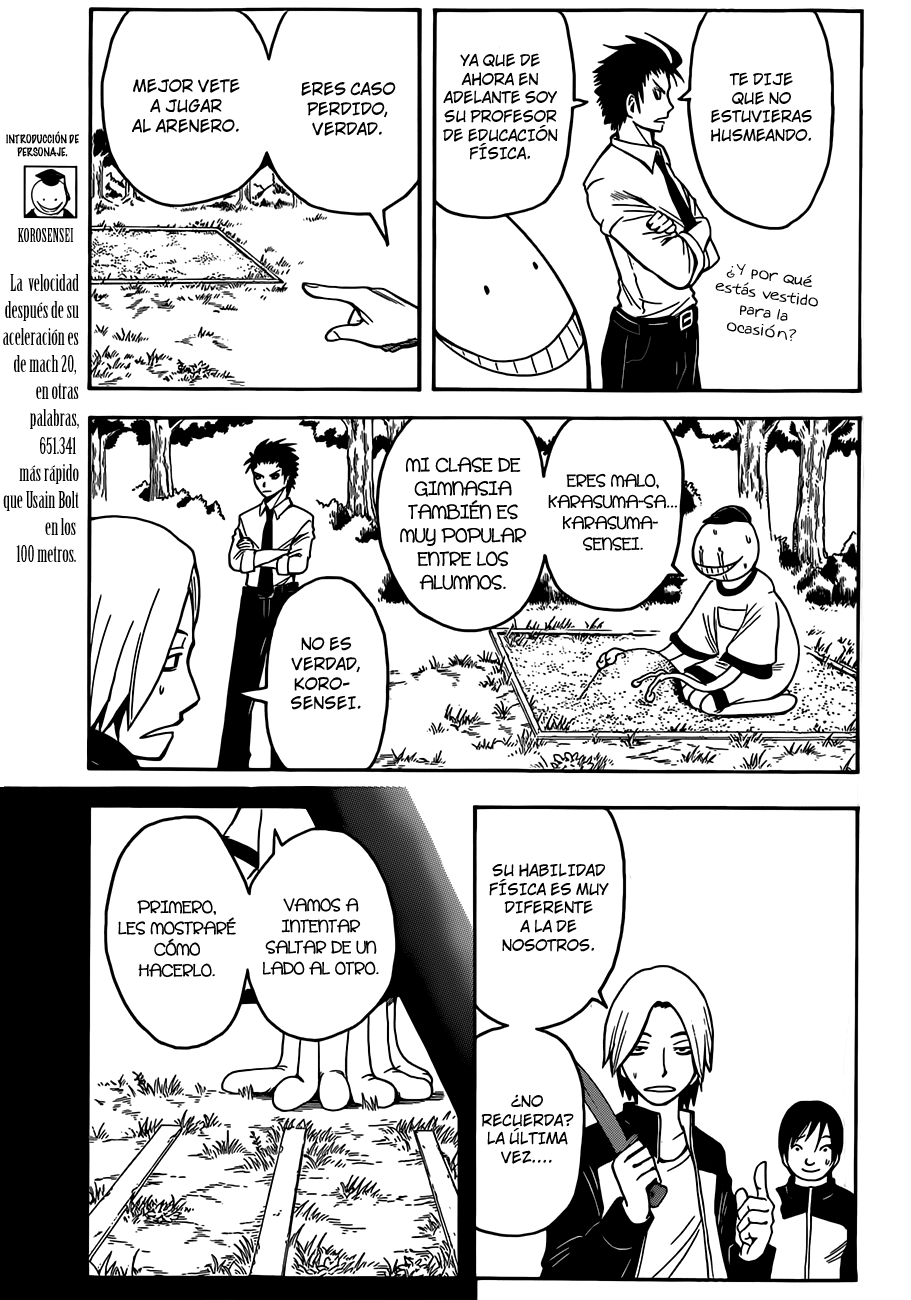 TE DIJE
QUE NO
ESTUVIERAS
HUSMEANDO.
YA QUE DE
AHORA EN
ADELANTE SOY
SU PROFESOR
DE EDUCACIÓN
FÍSICA.
¿Y por qué
estás vestido
para la
ocasión?
ERES CASO
PERDIDO,
VERDAD.
MEJOR VETE
A JUGAR
AL ARENERO.
INTRODUCCIÓN DE
PERSONAJE.
KOROSENSEI
La velocidad
después de su
aceleración es
de mach 20,
en otras
palabras,
651.341
más rápido
que Usain Bolt
en los
100 metros.
ERES MALO,
KARASUMA-SA...
KARASUMA-
SENSEI.
MI CLASE DE
GIMNASIA
TAMBIÉN ES
MUY POPULAR
ENTRE LOS
ALUMNOS.
NO ES
VERDAD,
KORO-
SENSEI.
SU HABILIDAD
FÍSICA ES MUY
DIFERENTE
A LA DE
NOSOTROS.
¿NO
RECUERDA?
LA ÚLTIMA
VEZ....
VAMOS A
INTENTAR
SALTAR DE UN
LADO AL OTRO.
PRIMERO,
LES MOSTRARÉ
CÓMO
HACERLO.